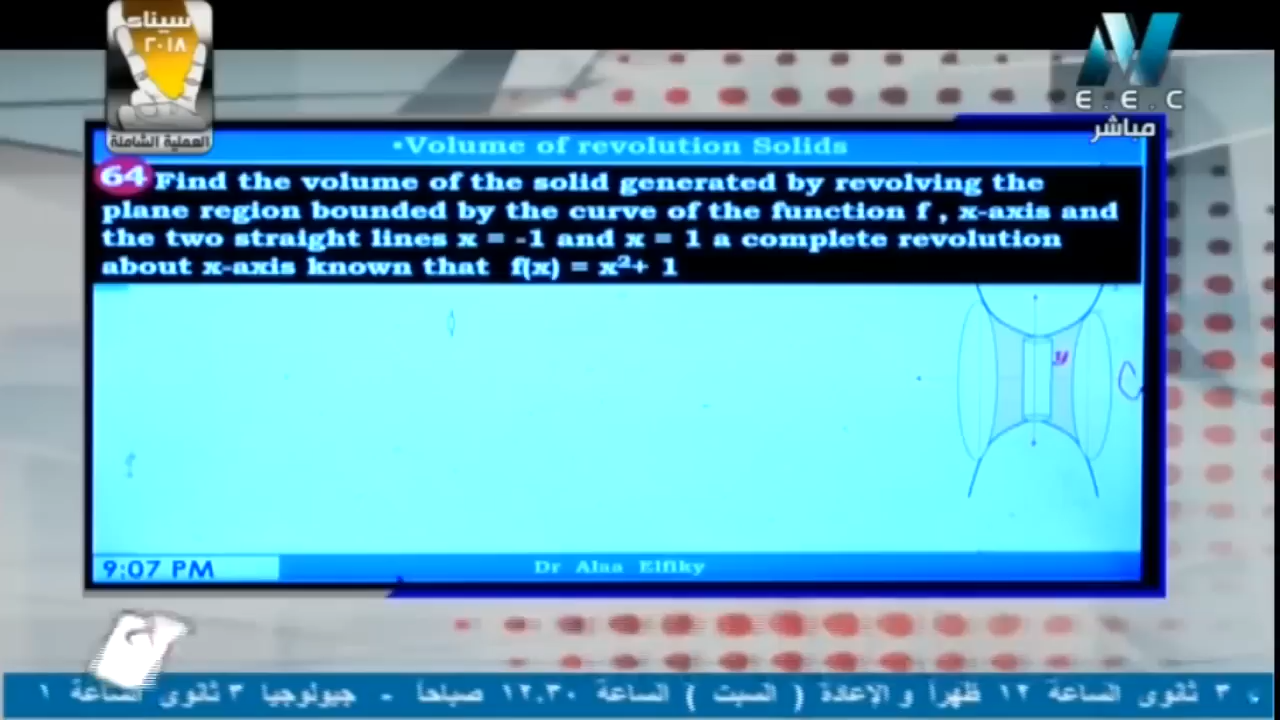 سيناء
٢٠١٨
العملية الشاملة
E . E . C
مباشر
•Volume of revolution Solids
64 Find the volume of the solid generated by revolving the
plane region bounded by the curve of the function f , x-axis and
the two straight lines x = -1 and x = 1 a complete revolution
about x-axis known that f(x) = x²+ 1
y
9:07 PM
Dr Alaa Elfiky
٣ ثانوى الساعة ١٢ ظهراً و الإعادة ( السبت ) الساعة ١٢.٣٠ صباحاً - جيولوجيا ٣ ثانوى الساعة ١